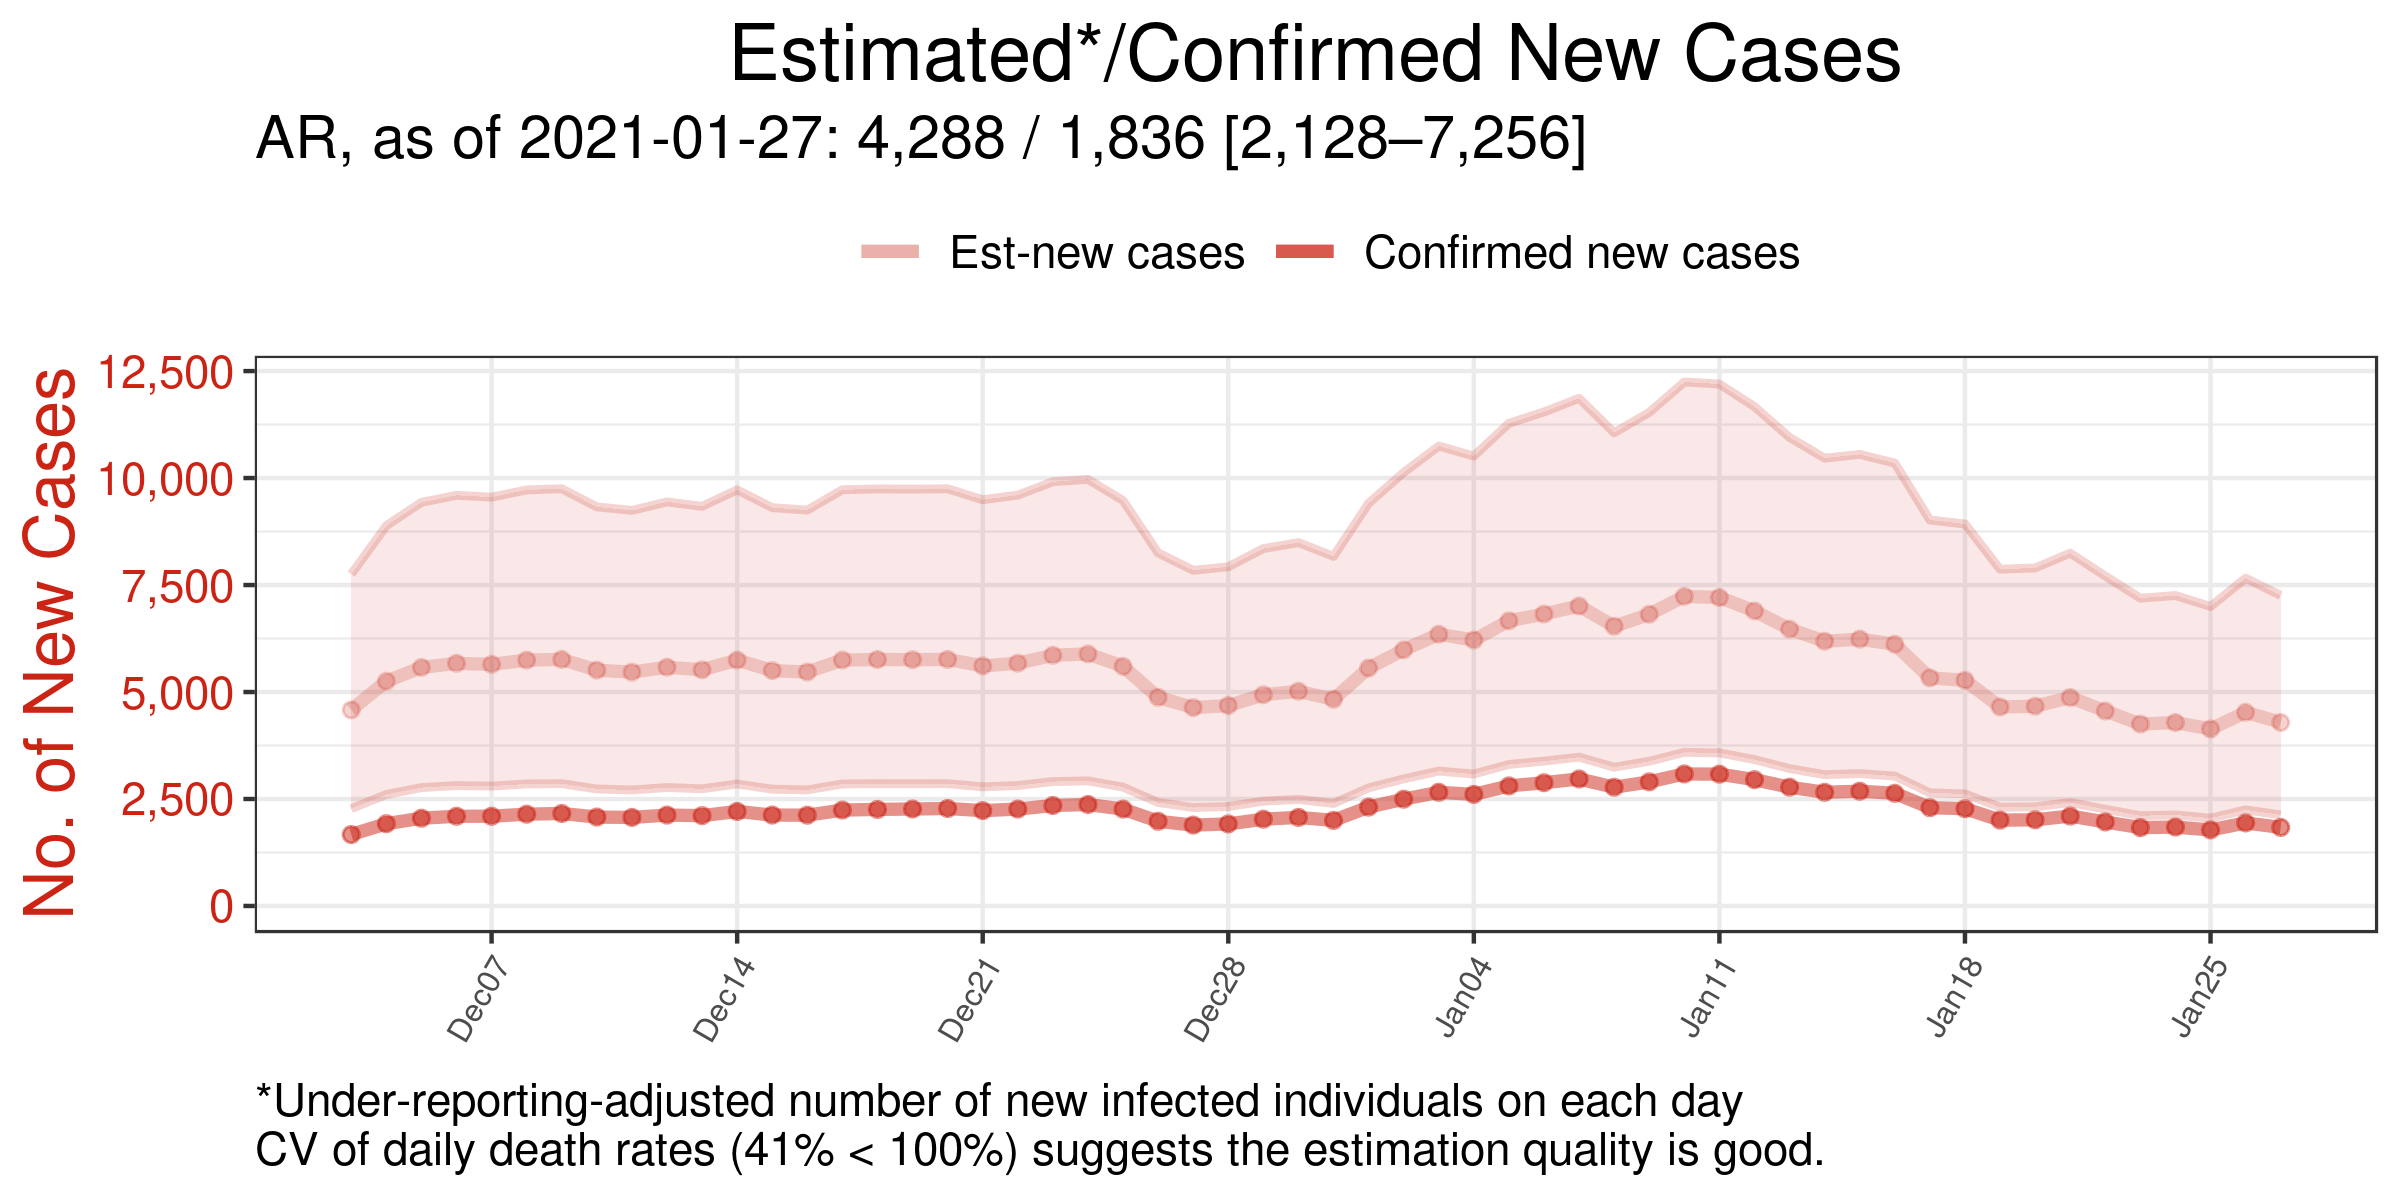 Estimated*/Confirmed New Cases
AR, as of 2021-01-27: 4,288 / 1,836 [2,128–7,256]
Est-new cases
Confirmed new cases
No. of New Cases
12,500
10,000
7,500
5,000
2,500
0
Dec07
Dec14
Dec21
Dec28
Jan04
Jan11
Jan18
Jan25
*Under-reporting-adjusted number of new infected individuals on each day
CV of daily death rates (41% < 100%) suggests the estimation quality is good.